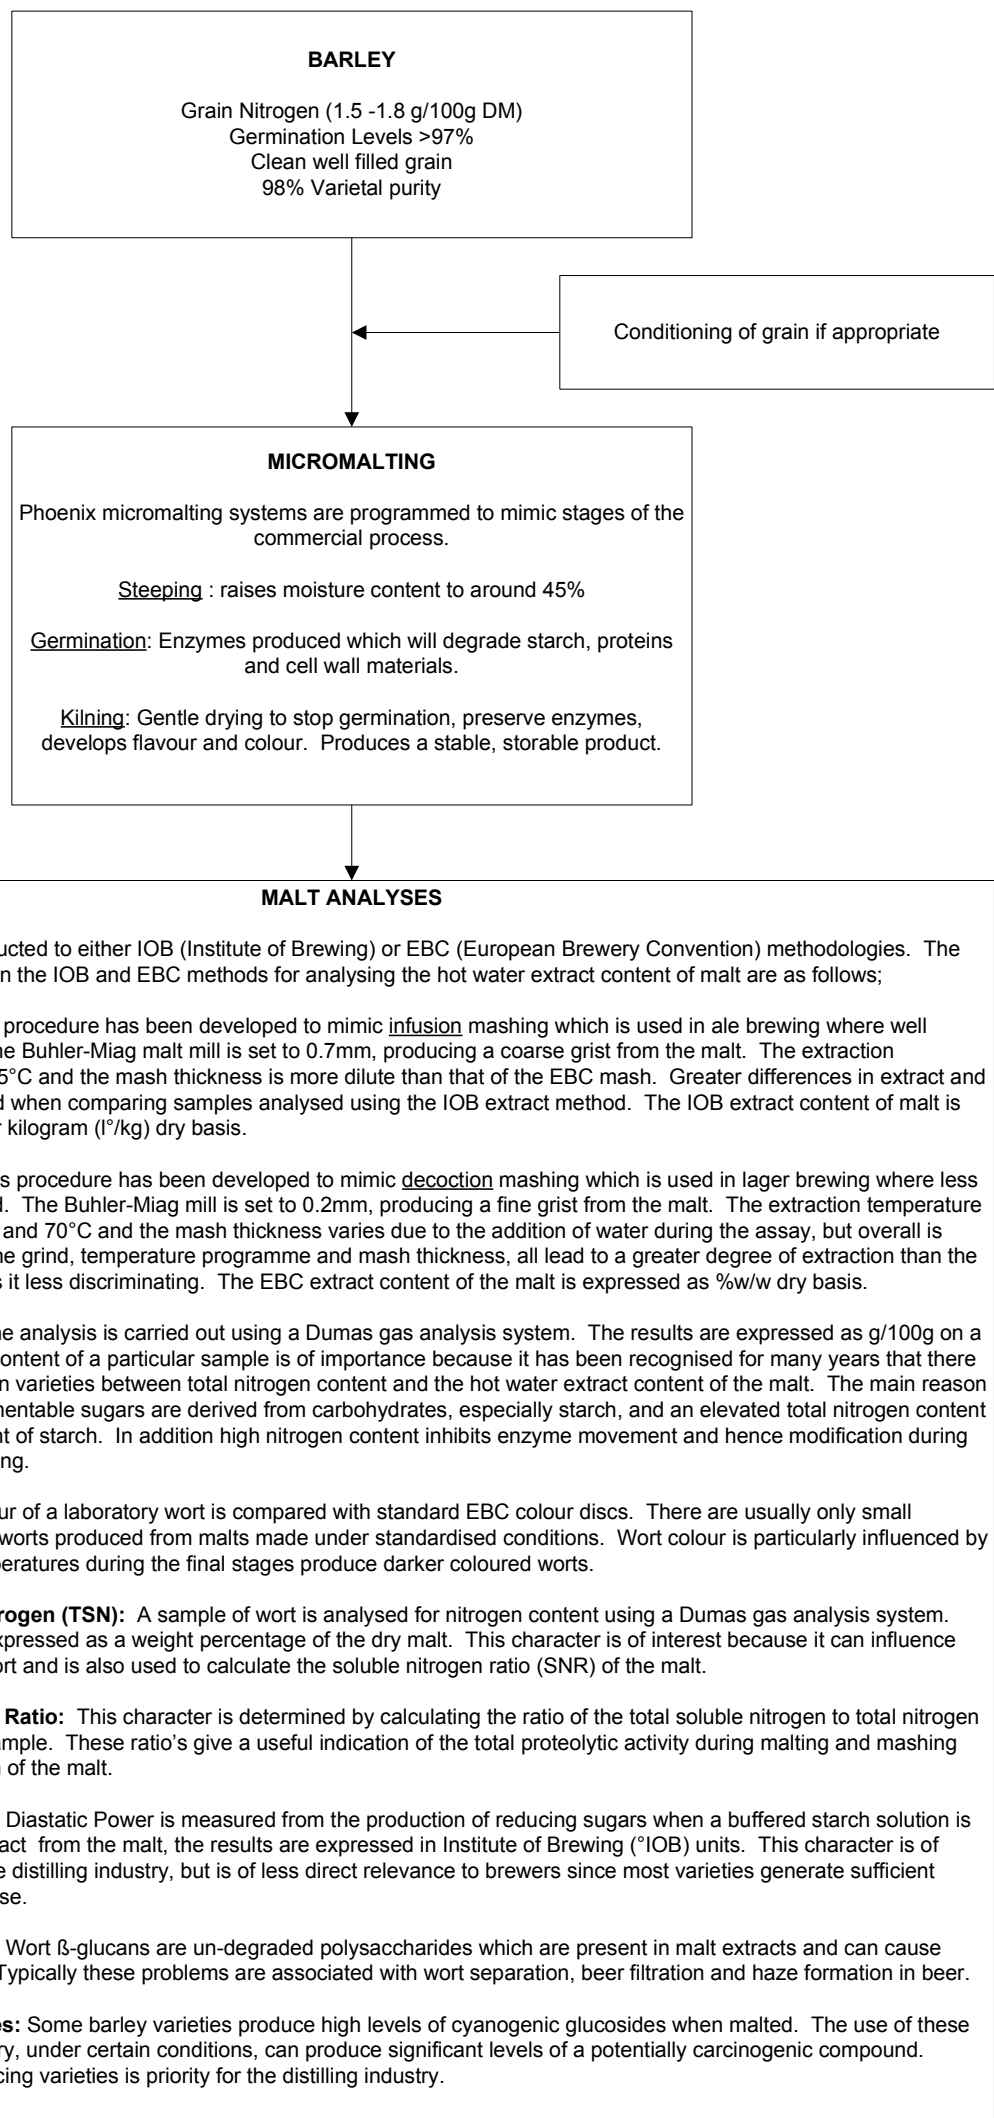 BARLEY
Grain Nitrogen (1.5 -1.8 g/100g DM)
Germination Levels >97%
Clean well filled grain
98% Varietal purity
Conditioning of grain if appropriate
MICROMALTING
Phoenix micromalting systems are programmed to mimic stages of the
commercial process.
Steeping : raises moisture content to around 45%
Germination: Enzymes produced which will degrade starch, proteins
and cell wall materials.
Kilning: Gentle drying to stop germination, preserve enzymes,
develops flavour and colour. Produces a stable, storable product.
MALT ANALYSES
ucted to either IOB (Institute of Brewing) or EBC (European Brewery Convention) methodologies. The
n the IOB and EBC methods for analysing the hot water extract content of malt are as follows;
procedure has been developed to mimic infusion mashing which is used in ale brewing where well
ne Buhler-Miag malt mill is set to 0.7mm, producing a coarse grist from the malt. The extraction
5°C and the mash thickness is more dilute than that of the EBC mash. Greater differences in extract and
d when comparing samples analysed using the IOB extract method. The IOB extract content of malt is
r kilogram (l°/kg) dry basis.
s procedure has been developed to mimic decoction mashing which is used in lager brewing where less
d. The Buhler-Miag mill is set to 0.2mm, producing a fine grist from the malt. The extraction temperature
and 70°C and the mash thickness varies due to the addition of water during the assay, but overall is
ne grind, temperature programme and mash thickness, all lead to a greater degree of extraction than the
s it less discriminating. The EBC extract content of the malt is expressed as %w/w dry basis.
ne analysis is carried out using a Dumas gas analysis system. The results are expressed as g/100g on a
ontent of a particular sample is of importance because it has been recognised for many years that there
n varieties between total nitrogen content and the hot water extract content of the malt. The main reason
mentable sugars are derived from carbohydrates, especially starch, and an elevated total nitrogen content
nt of starch. In addition high nitrogen content inhibits enzyme movement and hence modification during
ng.
ur of a laboratory wort is compared with standard EBC colour discs. There are usually only small
worts produced from malts made under standardised conditions. Wort colour is particularly influenced by
peratures during the final stages produce darker coloured worts.
rogen (TSN): A sample of wort is analysed for nitrogen content using a Dumas gas analysis system.
xpressed as a weight percentage of the dry malt. This character is of interest because it can influence
ort and is also used to calculate the soluble nitrogen ratio (SNR) of the malt.
Ratio: This character is determined by calculating the ratio of the total soluble nitrogen to total nitrogen
ample. These ratio's give a useful indication of the total proteolytic activity during malting and mashing
n of the malt.
Diastatic Power is measured from the production of reducing sugars when a buffered starch solution is
act from the malt, the results are expressed in Institute of Brewing (°IOB) units. This character is of
e distilling industry, but is of less direct relevance to brewers since most varieties generate sufficient
se.
Wort ß-glucans are un-degraded polysaccharides which are present in malt extracts and can cause
Typically these problems are associated with wort separation, beer filtration and haze formation in beer.
es: Some barley varieties produce high levels of cyanogenic glucosides when malted. The use of these
ry, under certain conditions, can produce significant levels of a potentially carcinogenic compound.
cing varieties is priority for the distilling industry.